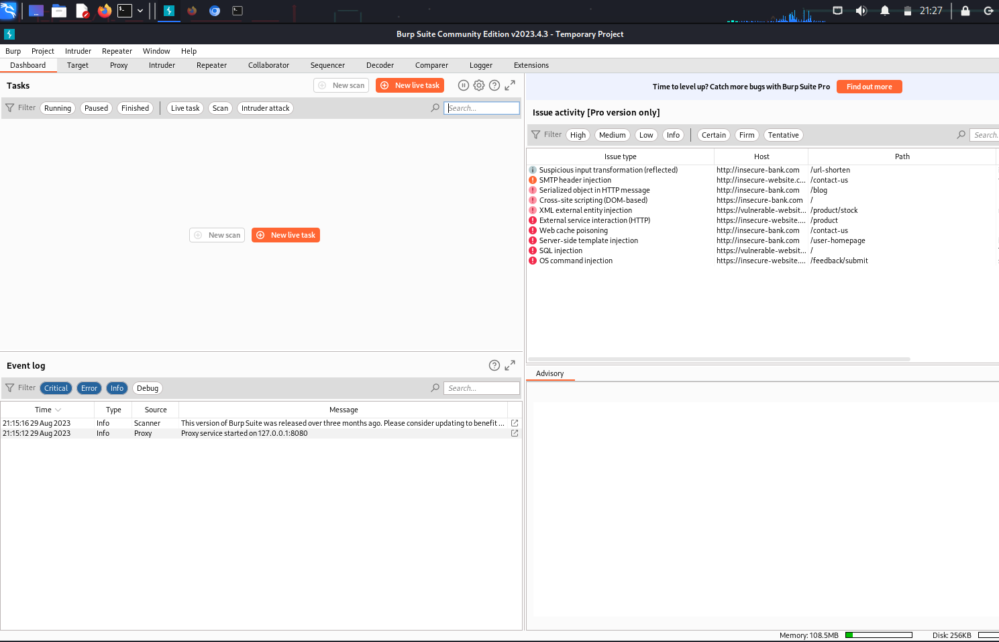 21:27
Burp Suite Community Edition v2023.4.3 - Temporary Project
Burp Project Intruder Repeater Window Help
Dashboard Target Proxy Intruder Repeater Collaborator Sequencer Decoder Comparer Logger Extensions
Tasks
New scan New live task
Filter Running Paused Finished Live task Scan Intruder attack Search...
New scan New live task
Event log
Filter Critical Error Info Debug Search...
Time Type Source Message
21:15:16 29 Aug 2023 Info Scanner This version of Burp Suite was released over three months ago. Please consider updating to benefit ...
21:15:12 29 Aug 2023 Info Proxy Proxy service started on 127.0.0.1:8080
Time to level up? Catch more bugs with Burp Suite Pro Find out more
Issue activity [Pro version only]
Filter High Medium Low Info Certain Firm Tentative Search.
Issue type Host Path
Suspicious input transformation (reflected) http://insecure-bank.com /url-shorten
SMTP header injection http://insecure-website.c... /contact-us
Serialized object in HTTP message http://insecure-bank.com /blog
Cross-site scripting (DOM-based) https://insecure-bank.com /
XML external entity injection https://vulnerable-websit... /product/stock
External service interaction (HTTP) https://insecure-website.... /product
Web cache poisoning http://insecure-bank.com /contact-us
Server-side template injection http://insecure-bank.com /user-homepage
SQL injection https://vulnerable-websit... /
OS command injection https://insecure-website.... /feedback/submit
Advisory
Memory: 108.5MB Disk: 256KB